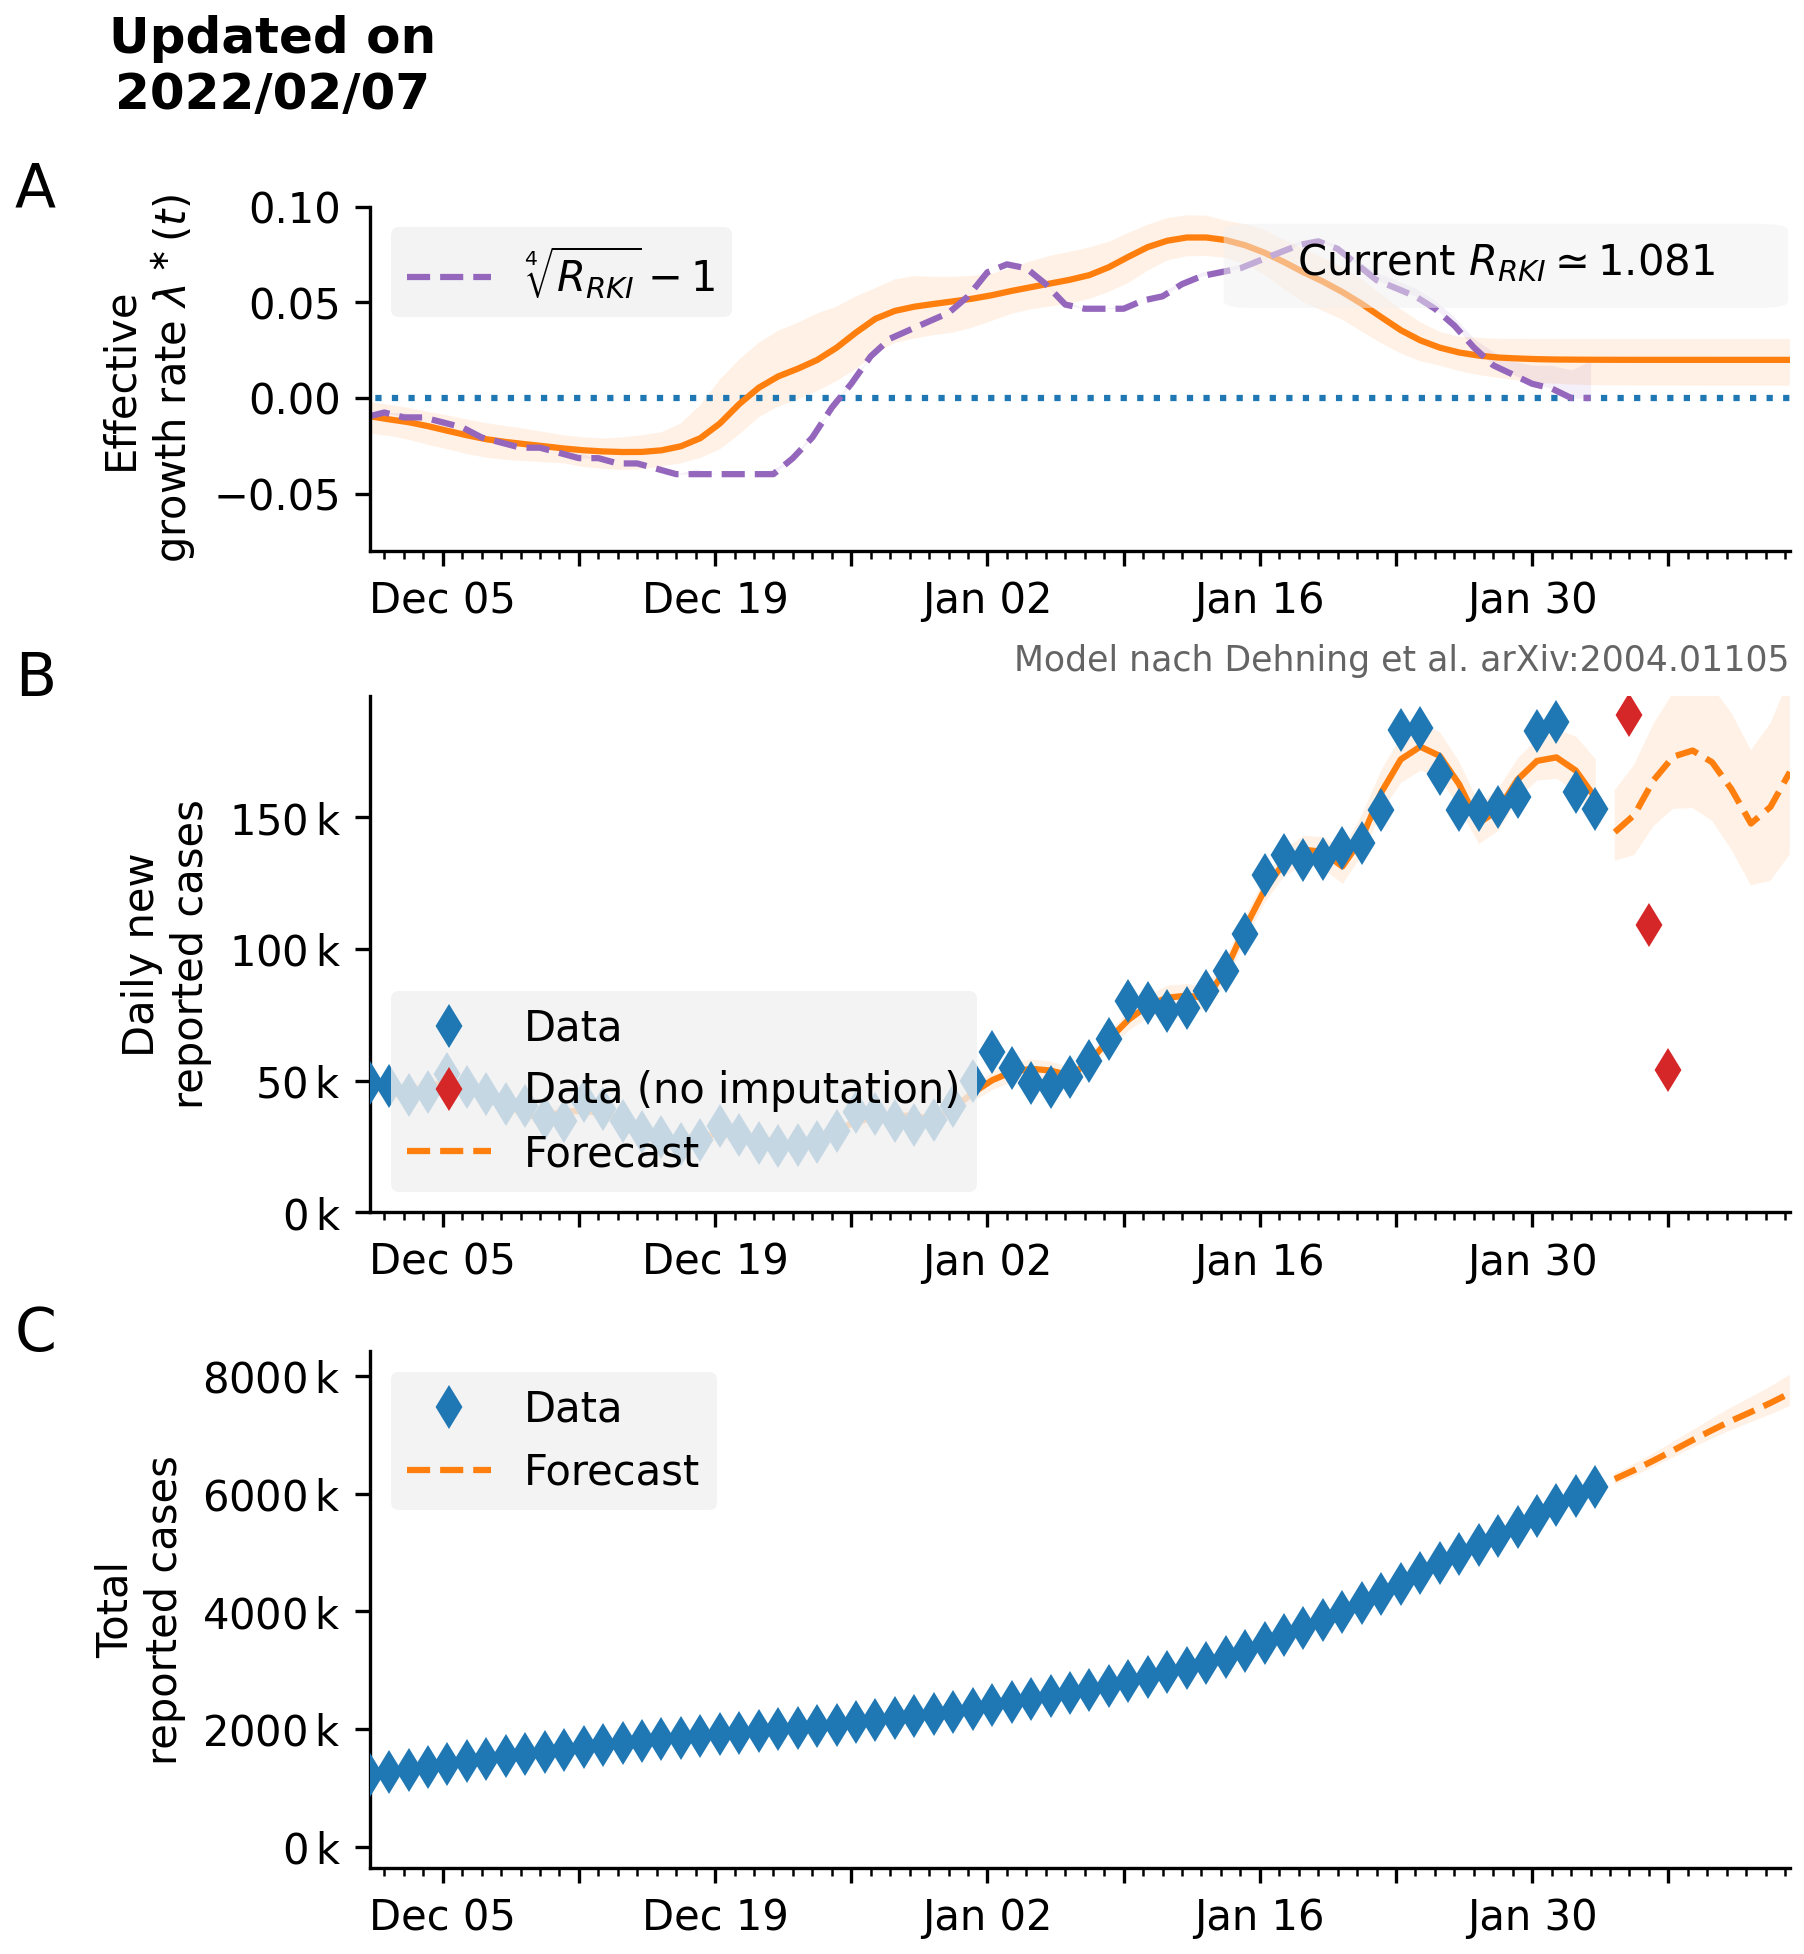 Updated on
2022/02/07
A
Effective
growth rate λ * (t)
0.10
0.05
0.00
−0.05
∜R_RKI − 1
Current R_RKI ≃ 1.081
Dec 05 Dec 19 Jan 02 Jan 16 Jan 30
Model nach Dehning et al. arXiv:2004.01105
B
Daily new
reported cases
150 k
100 k
50 k
0 k
Data
Data (no imputation)
Forecast
Dec 05 Dec 19 Jan 02 Jan 16 Jan 30
C
Total
reported cases
8000 k
6000 k
4000 k
2000 k
0 k
Data
Forecast
Dec 05 Dec 19 Jan 02 Jan 16 Jan 30